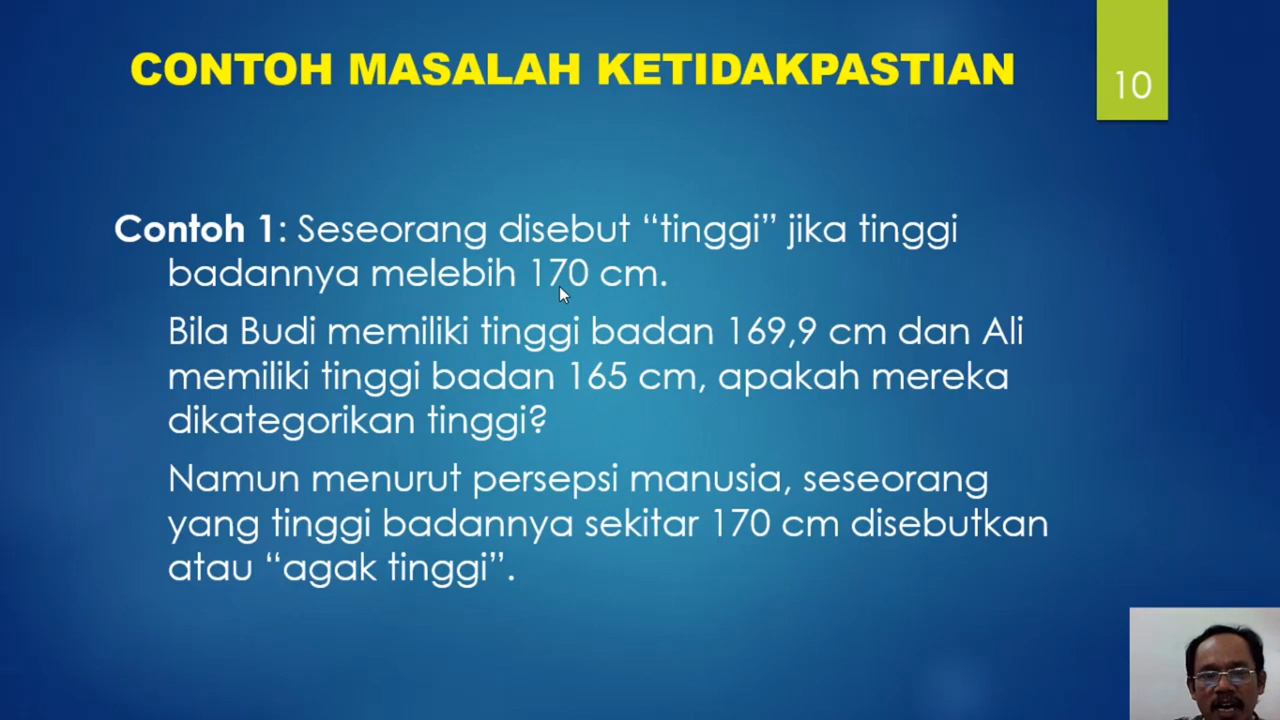 CONTOH MASALAH KETIDAKPASTIAN
10
Contoh 1: Seseorang disebut “tinggi” jika tinggi
badannya melebih 170 cm.
Bila Budi memiliki tinggi badan 169,9 cm dan Ali
memiliki tinggi badan 165 cm, apakah mereka
dikategorikan tinggi?
Namun menurut persepsi manusia, seseorang
yang tinggi badannya sekitar 170 cm disebutkan
atau “agak tinggi”.